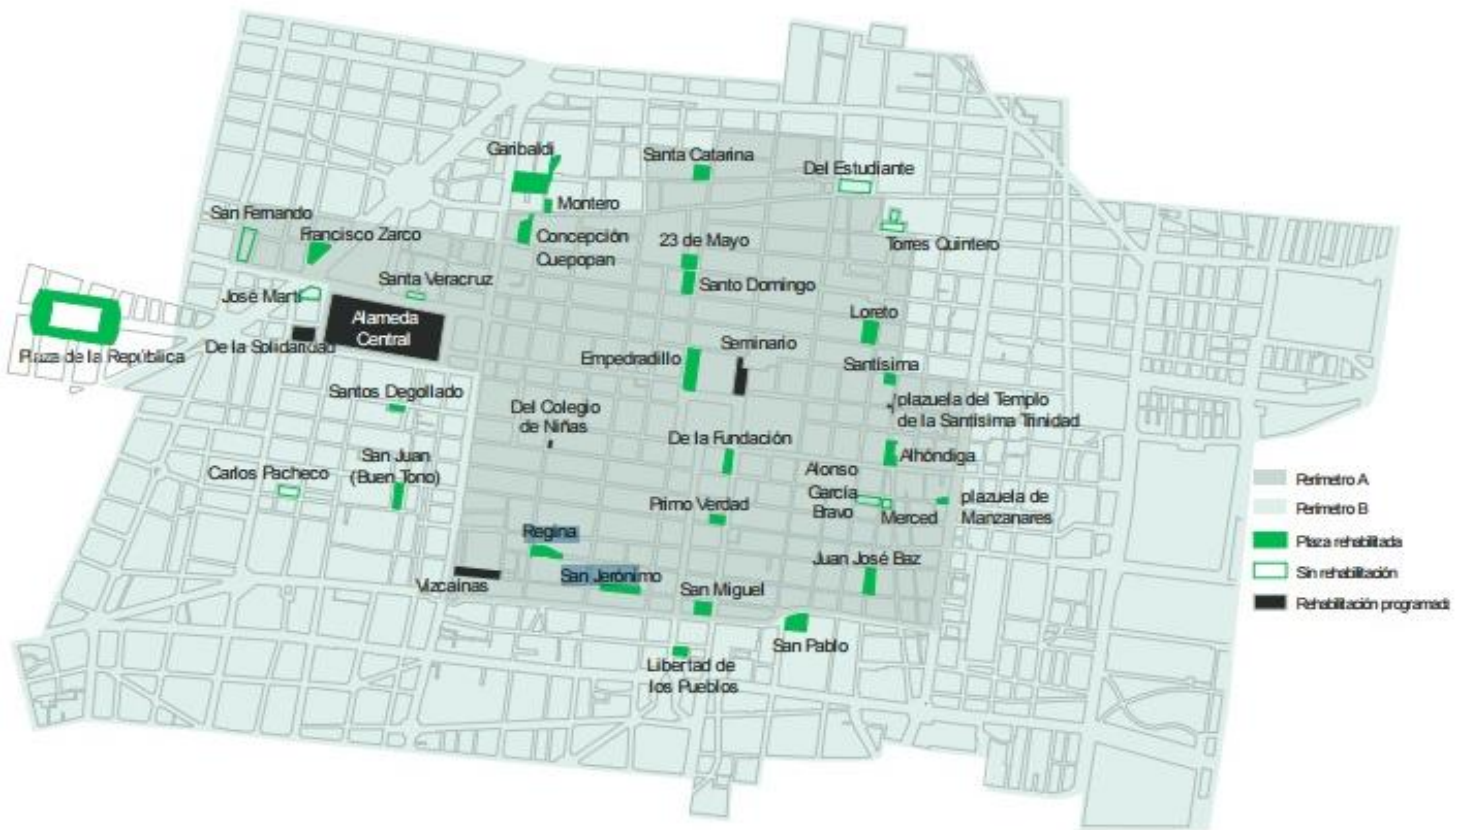 Garibaldi
Santa Catarina
Del Estudiante
Montero
San Fernando
Francisco Zarco
Concepción
Cuepopan
23 de Mayo
Torres Quintero
Santa Veracruz
Santo Domingo
José Martí
Alameda
Central
Loreto
De la Solidaridad
Plaza de la República
Seminario
Empedradillo
Santísima
Santos Degollado
plazuela del Templo
de la Santísima Trinidad
Del Colegio
de Niñas
De la Fundación
San Juan
(Buen Tono)
Alhóndiga
Carlos Pacheco
Alonso
García
Bravo
Merced
plazuela de
Manzanares
Primo Verdad
Regina
Juan José Baz
Vizcaínas
San Jerónimo
San Miguel
San Pablo
Libertad de
los Pueblos
Perímetro A
Perímetro B
Plaza rehabilitada
Sin rehabilitación
Rehabilitación programada